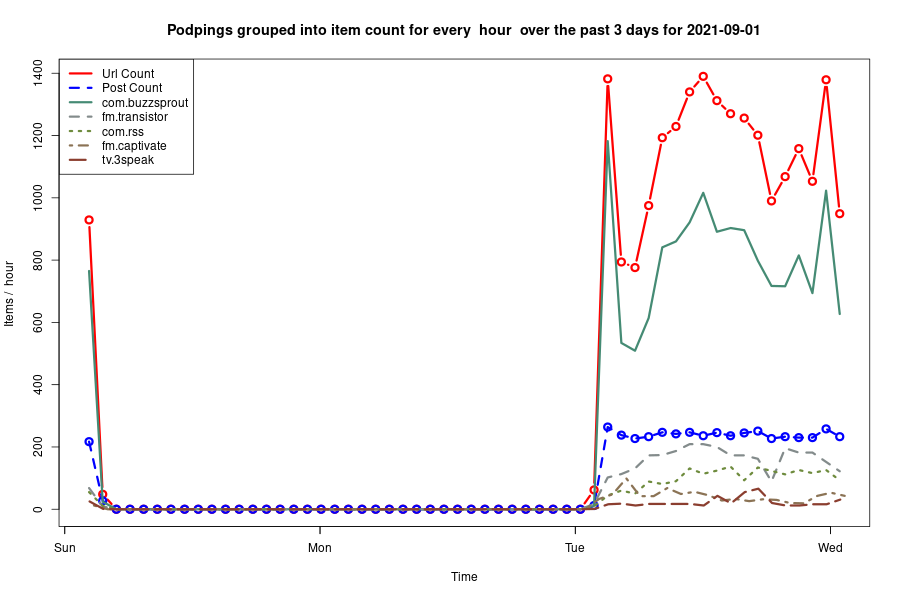 Podpings grouped into item count for every  hour  over the past 3 days for 2021-09-01
Url Count
Post Count
com.buzzsprout
fm.transistor
com.rss
fm.captivate
tv.3speak
Items /  hour
1400
1200
1000
800
600
400
200
0
Sun Mon Tue Wed
Time